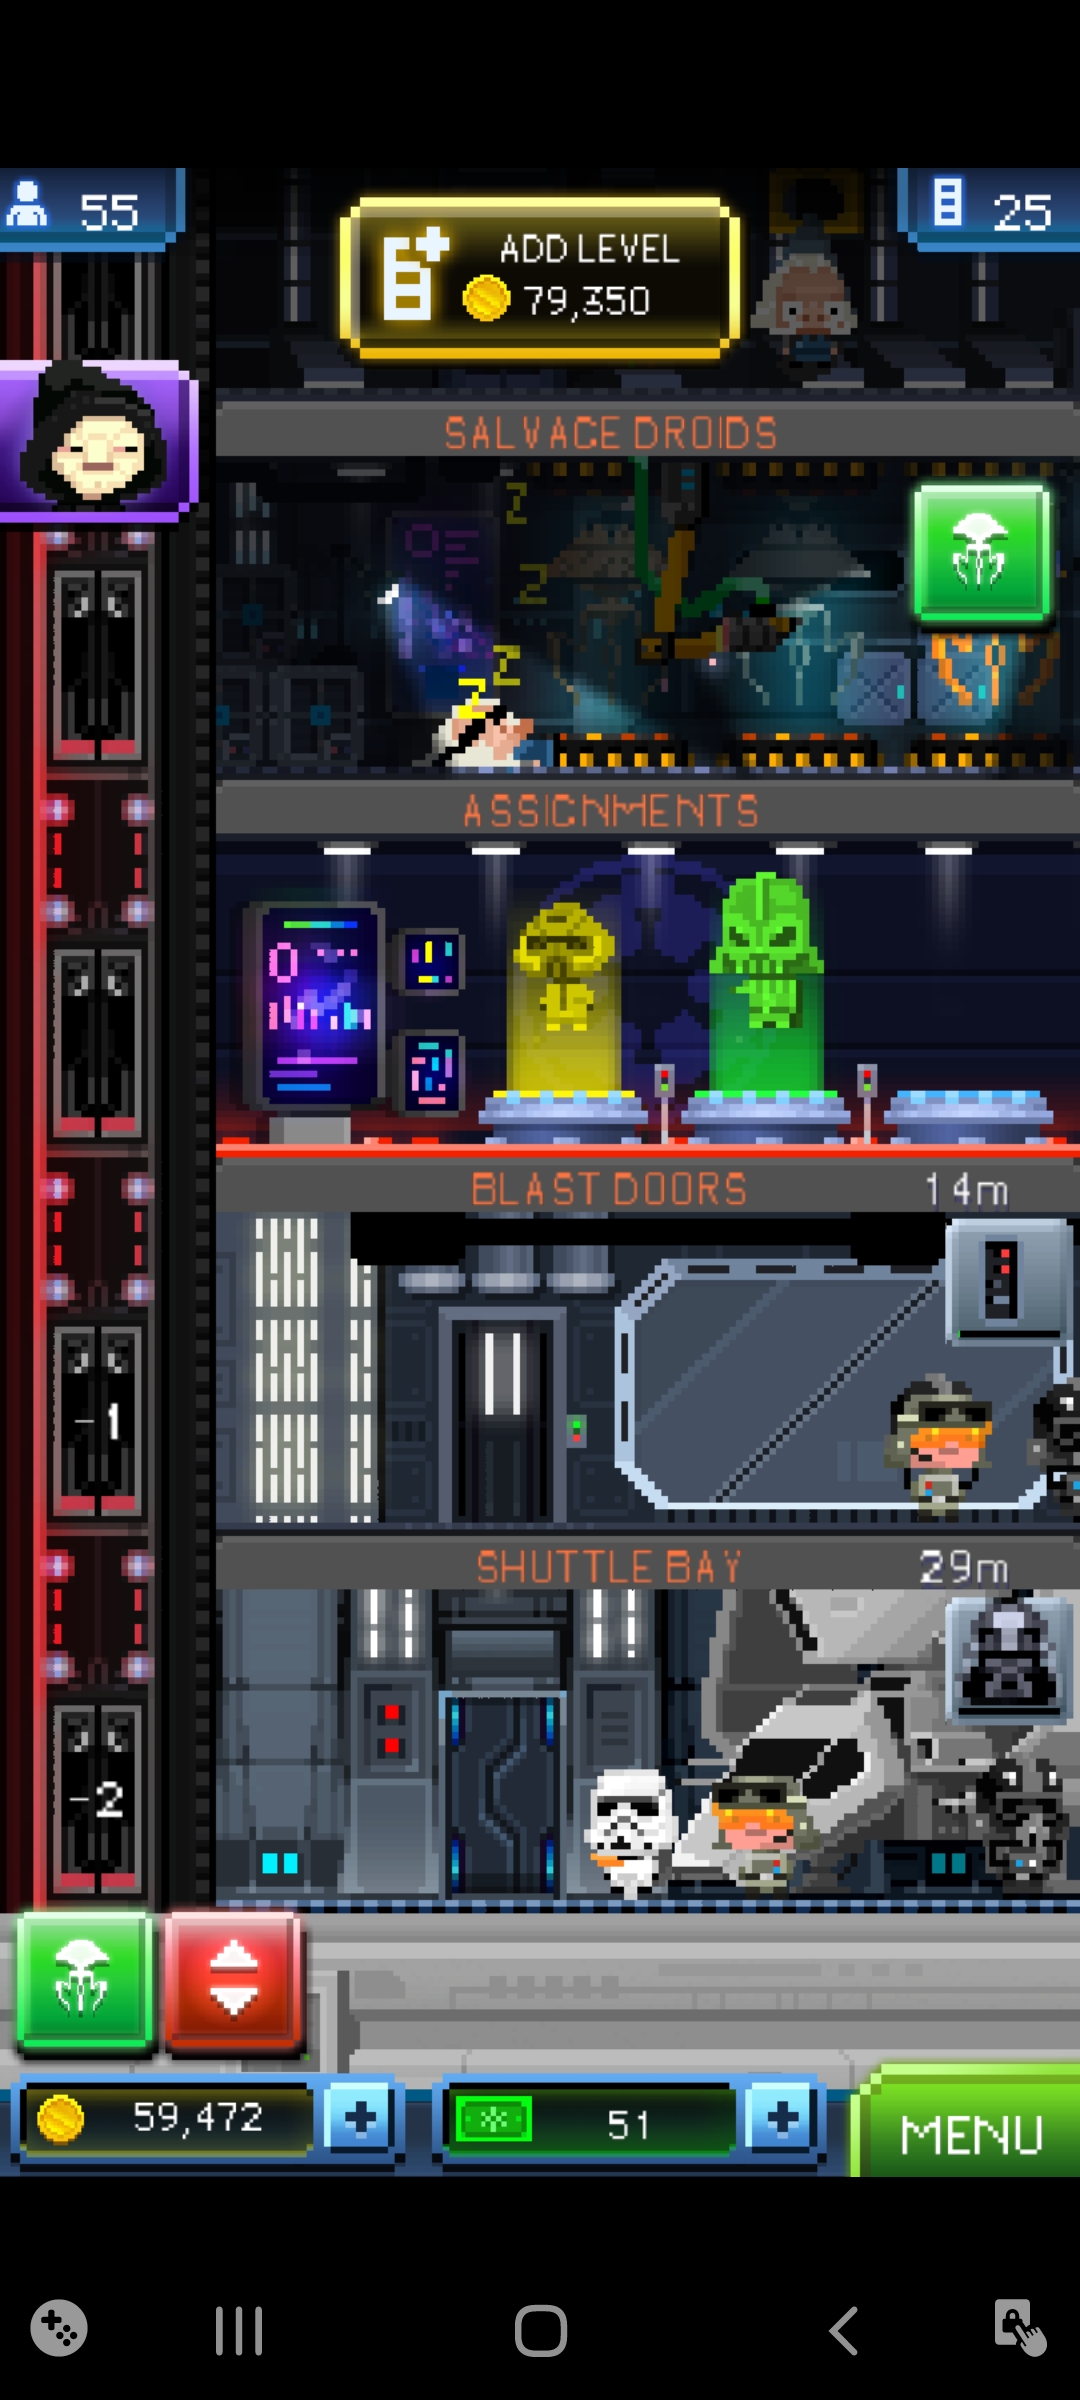 55
25
ADD LEVEL
79,350
SALVAGE DROIDS
Z
Z
Z
Z
ASSIGNMENTS
BLAST DOORS 14m
-1
SHUTTLE BAY 29m
-2
59,472
51
MENU